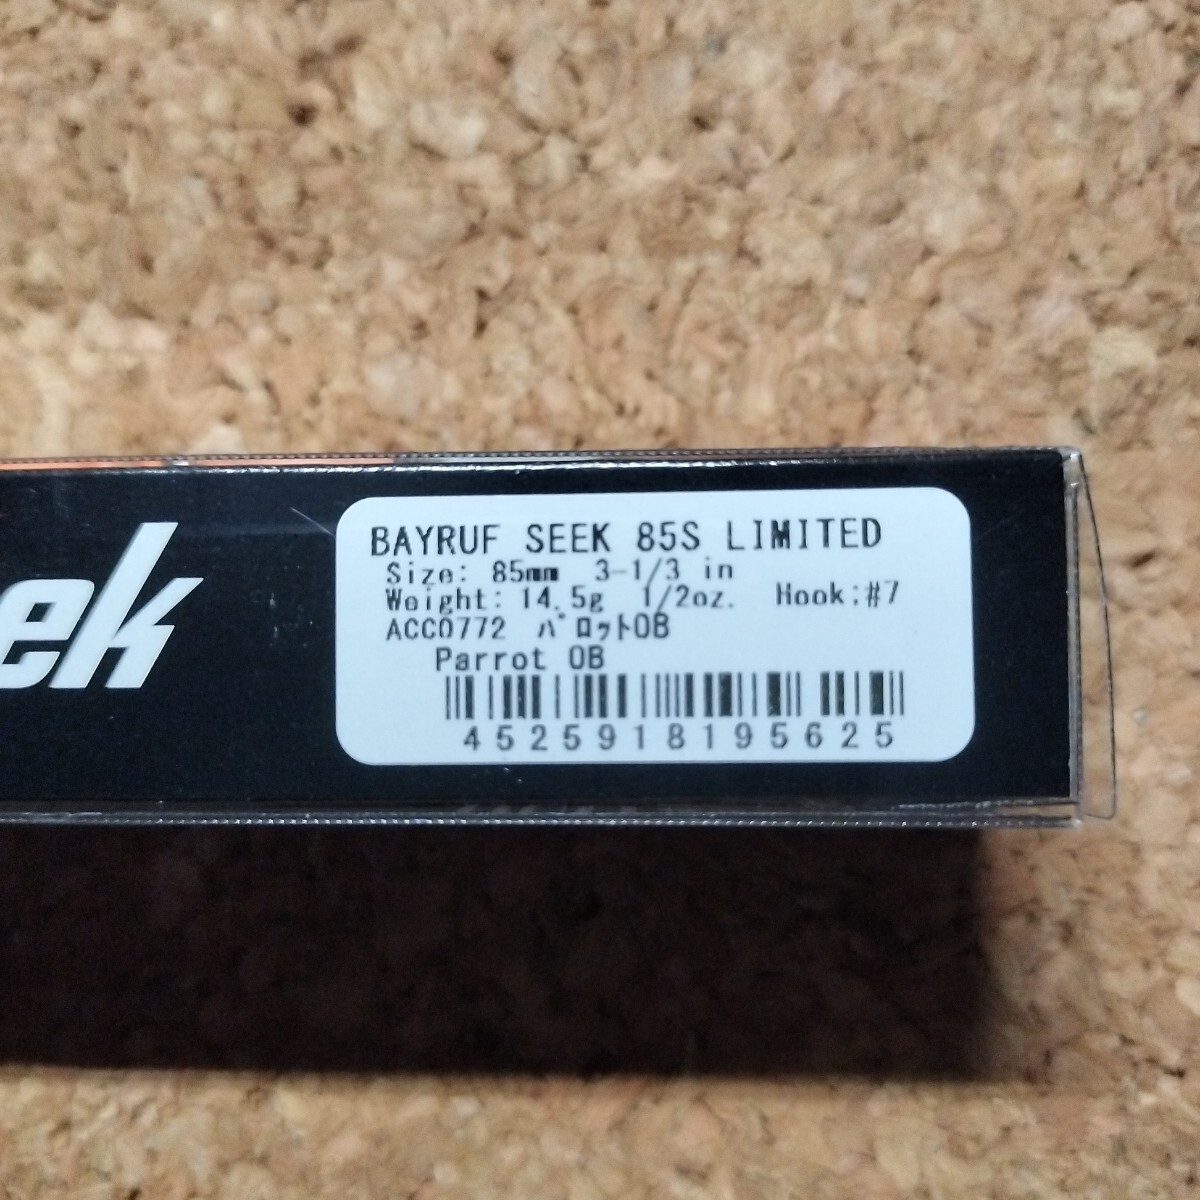 eek
BAYRUF SEEK 85S LIMITED
Size: 85mm 3-1/3 in
Weight: 14.5g 1/2oz. Hook:#7
ACC0772 パロットOB
Parrot OB
4525918195625